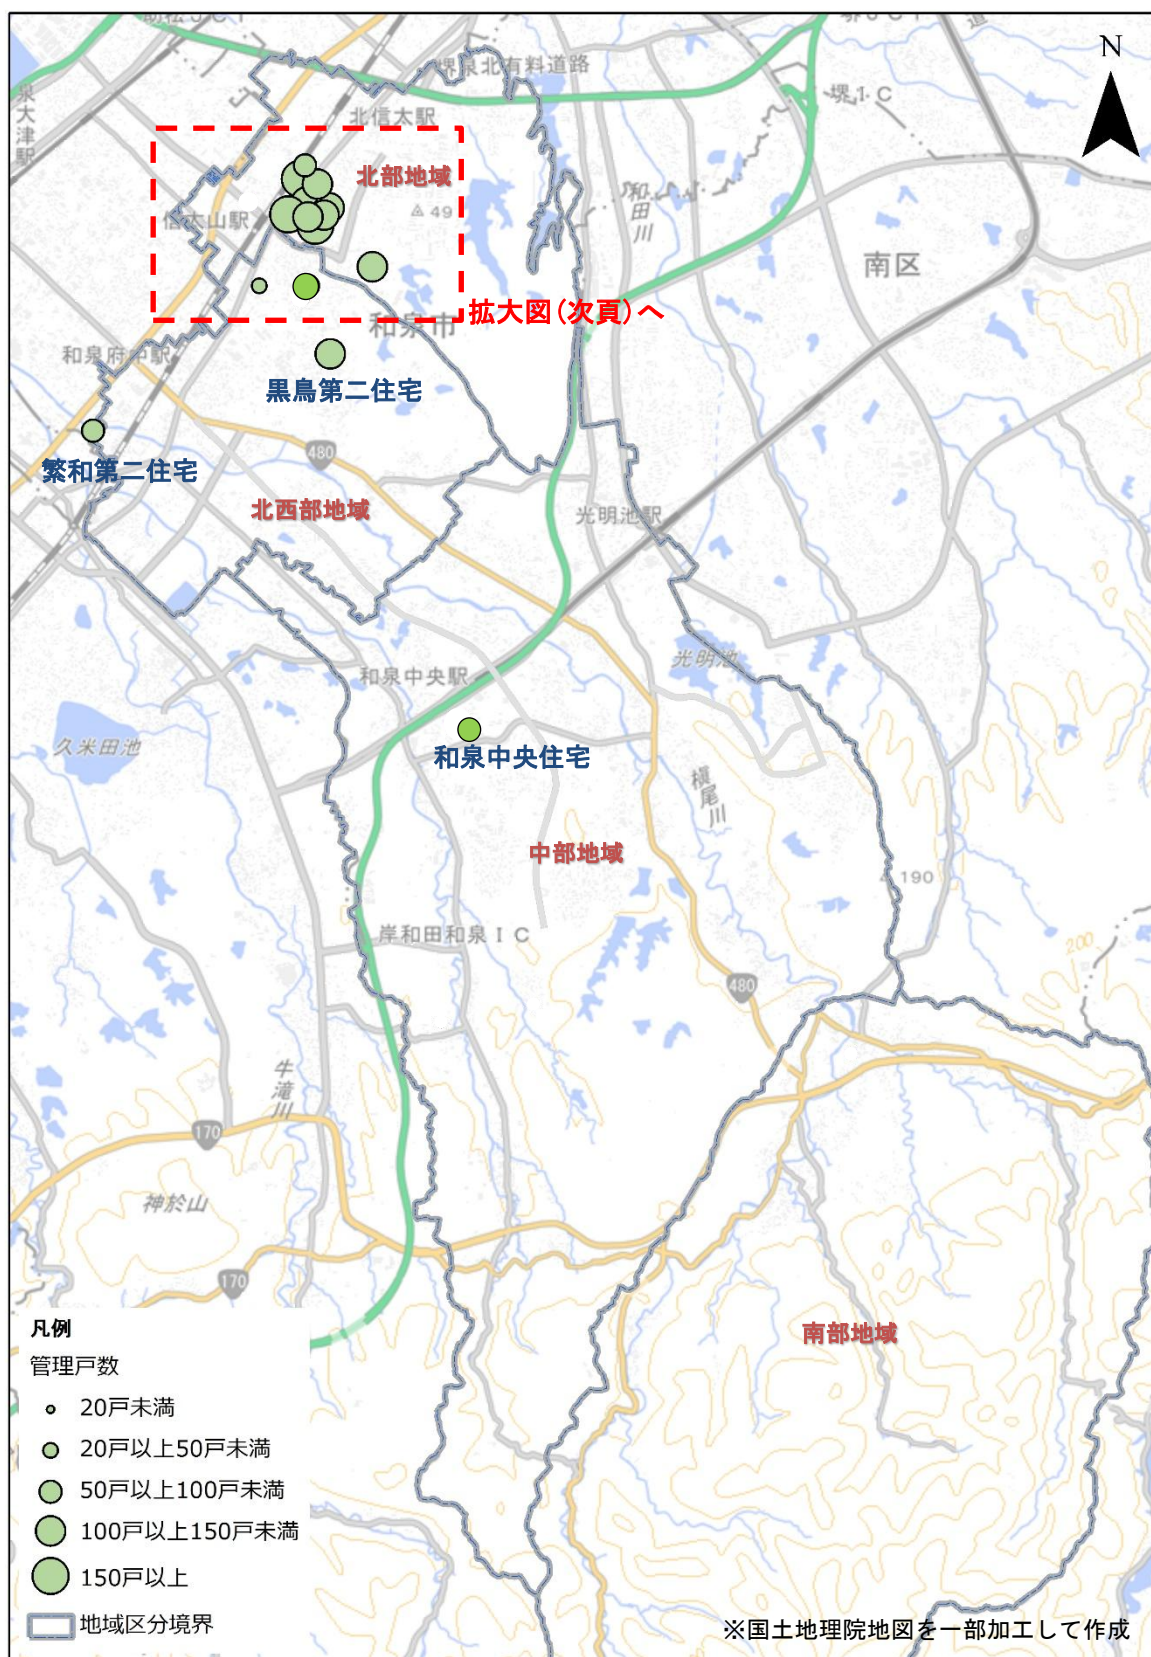 堺泉北有料道路
N
泉大津駅
北信太駅
堺IC
北部地域
49
和田川
信太山駅
南区
拡大図(次頁)へ
和泉市
和泉府中駅
黒鳥第二住宅
480
繁和第二住宅
北西部地域
光明池駅
光明池
和泉中央駅
久米田池
和泉中央住宅
槇尾川
中部地域
190
岸和田和泉IC
200
480
牛滝川
170
神於山
170
南部地域
凡例
管理戸数
20戸未満
20戸以上50戸未満
50戸以上100戸未満
100戸以上150戸未満
150戸以上
地域区分境界
※国土地理院地図を一部加工して作成